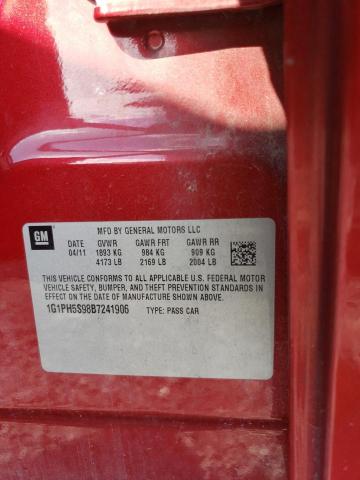 MFD BY GENERAL MOTORS LLC
GM
DATE GVWR GAWR FRT GAWR RR
04/11 1893 KG 984 KG 909 KG
4173 LB 2169 LB 2004 LB
THIS VEHICLE CONFORMS TO ALL APPLICABLE U.S. FEDERAL MOTOR
VEHICLE SAFETY, BUMPER, AND THEFT PREVENTION STANDARDS IN
EFFECT ON THE DATE OF MANUFACTURE SHOWN ABOVE.
1G1PH5S98B7241906 TYPE: PASS CAR